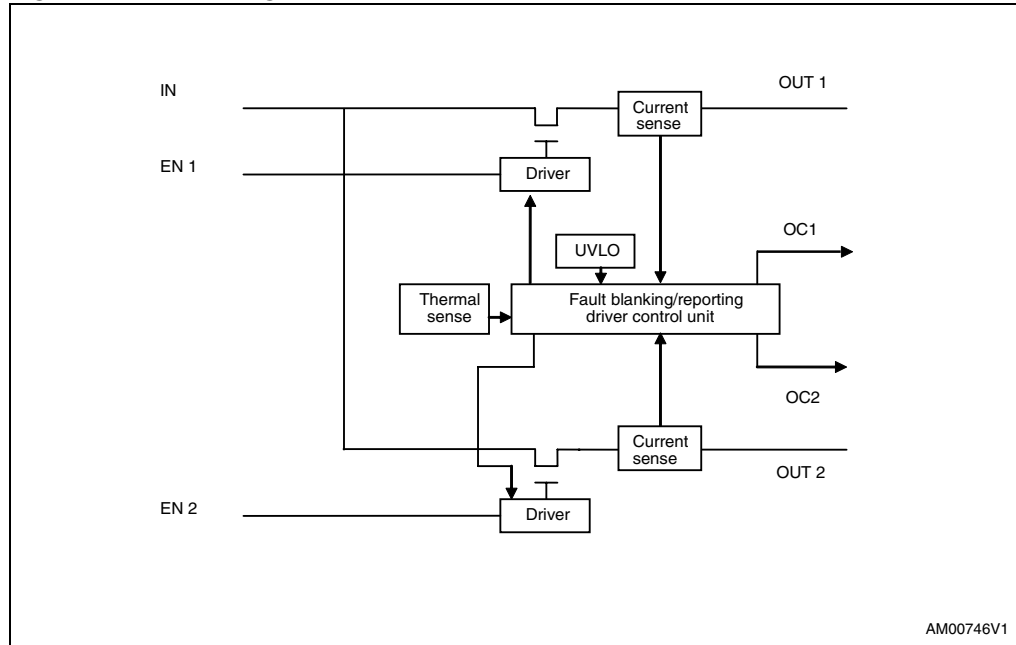 IN
OUT 1
Current
sense
EN 1
Driver
OC1
UVLO
Thermal
sense
Fault blanking/reporting
driver control unit
OC2
Current
sense
OUT 2
EN 2
Driver
AM00746V1